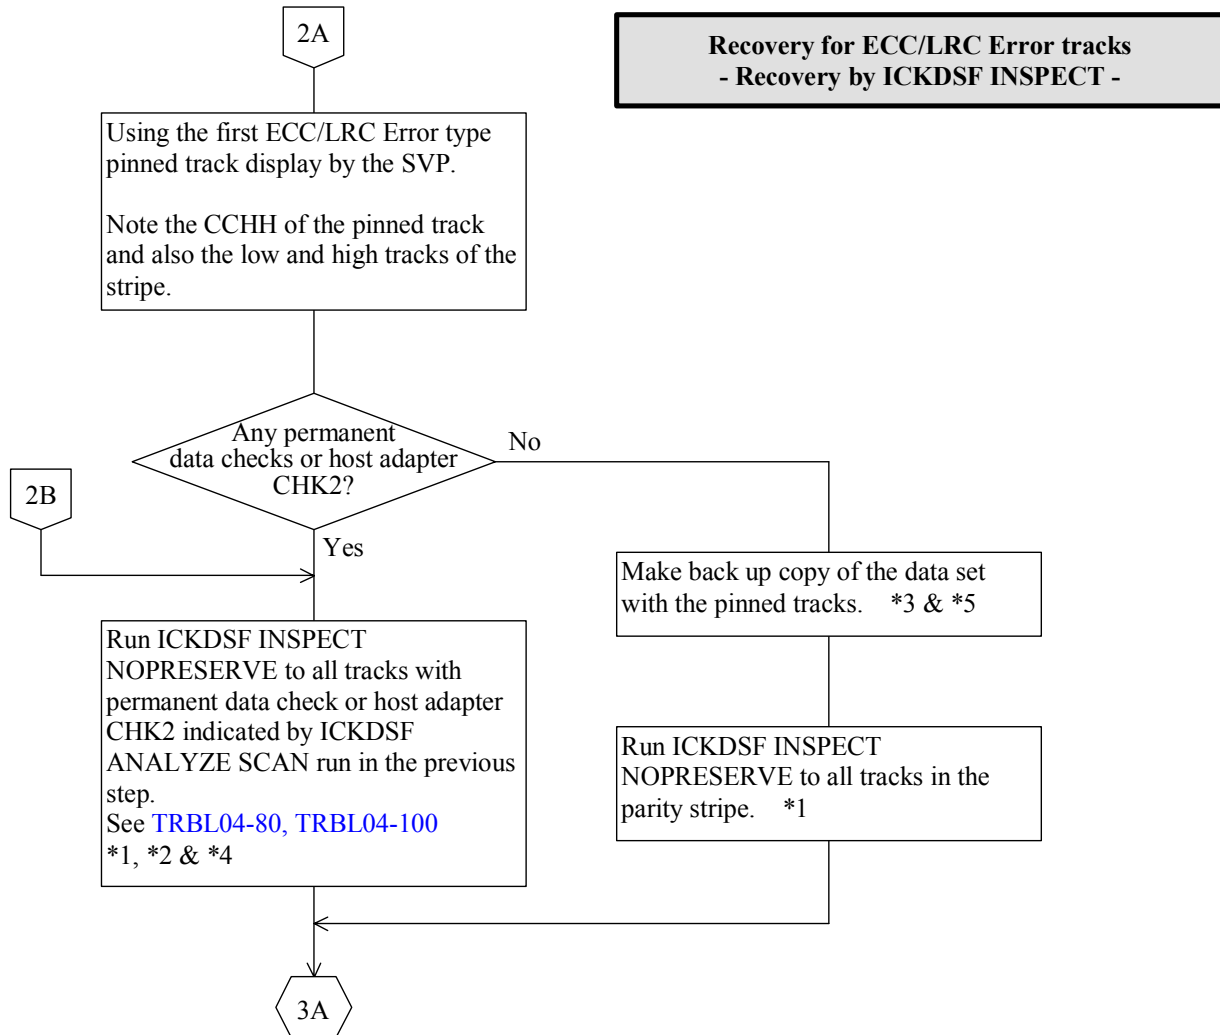 2A
Recovery for ECC/LRC Error tracks
- Recovery by ICKDSF INSPECT -
Using the first ECC/LRC Error type
pinned track display by the SVP.
Note the CCHH of the pinned track
and also the low and high tracks of the
stripe.
Any permanent
data checks or host adapter
CHK2?
No
2B
Yes
Make back up copy of the data set
with the pinned tracks. *3 & *5
Run ICKDSF INSPECT
NOPRESERVE to all tracks with
permanent data check or host adapter
CHK2 indicated by ICKDSF
ANALYZE SCAN run in the previous
step.
See TRBL04-80, TRBL04-100
*1, *2 & *4
Run ICKDSF INSPECT
NOPRESERVE to all tracks in the
parity stripe. *1
3A